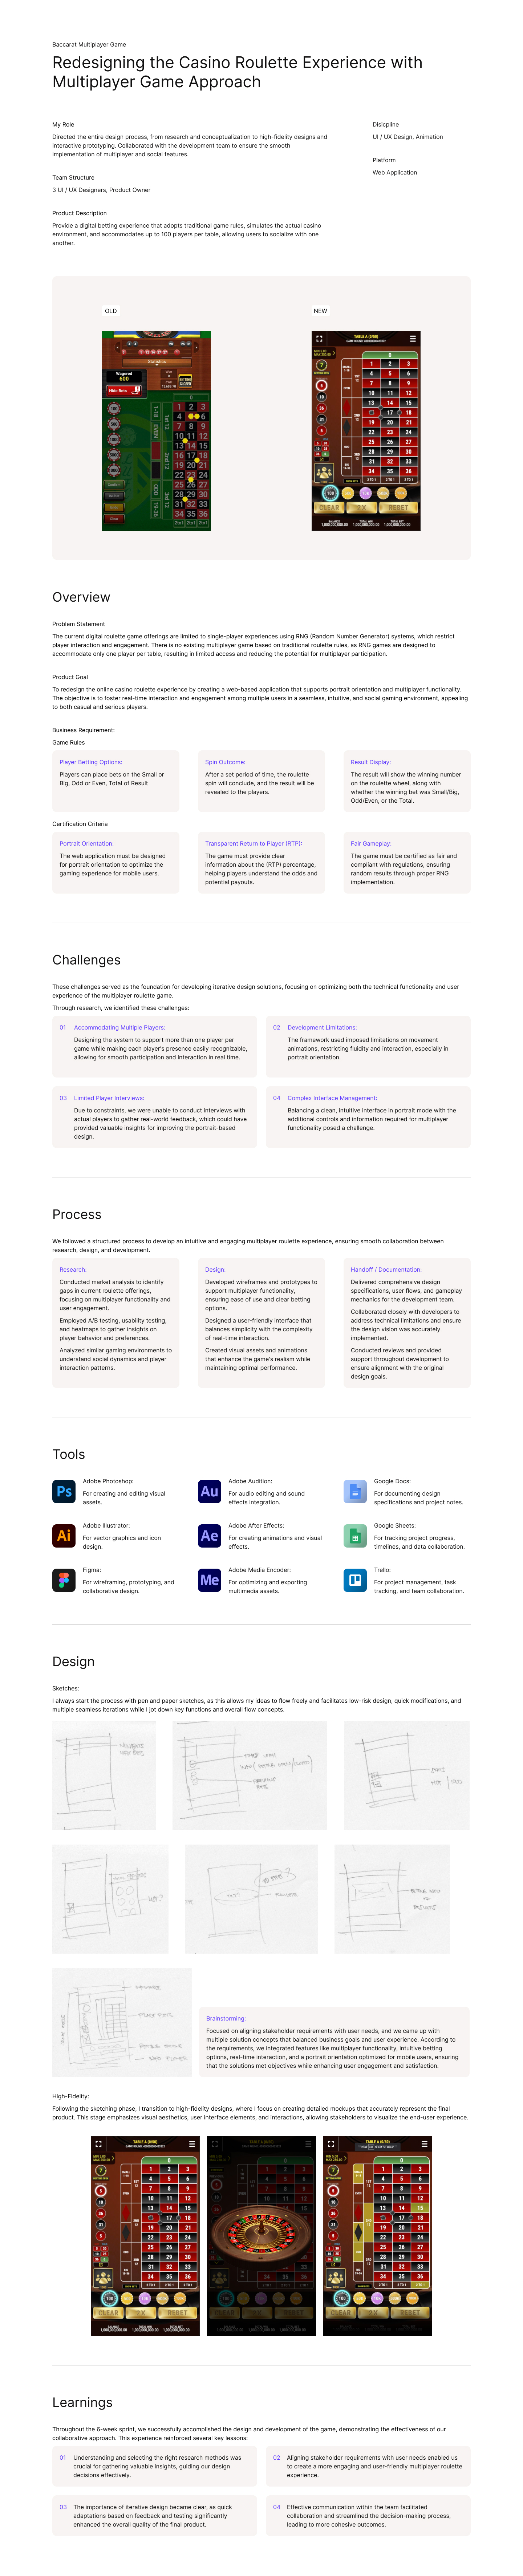 Baccarat Multiplayer Game
Redesigning the Casino Roulette Experience with
Multiplayer Game Approach
My Role
Directed the entire design process, from research and conceptualization to high-fidelity designs and
interactive prototyping. Collaborated with the development team to ensure the smooth
implementation of multiplayer and social features.
Disicpline
UI / UX Design, Animation
Platform
Web Application
Team Structure
3 UI / UX Designers, Product Owner
Product Description
Provide a digital betting experience that adopts traditional game rules, simulates the actual casino
environment, and accommodates up to 100 players per table, allowing users to socialize with one
another.
OLD
NEW
Overview
Problem Statement
The current digital roulette game offerings are limited to single-player experiences using RNG (Random Number Generator) systems, which restrict
player interaction and engagement. There is no existing multiplayer game based on traditional roulette rules, as RNG games are designed to
accommodate only one player per table, resulting in limited access and reducing the potential for multiplayer participation.
Product Goal
To redesign the online casino roulette experience by creating a web-based application that supports portrait orientation and multiplayer functionality.
The objective is to foster real-time interaction and engagement among multiple users in a seamless, intuitive, and social gaming environment, appealing
to both casual and serious players.
Business Requirement:
Game Rules
Player Betting Options:
Players can place bets on the Small or
Big, Odd or Even, Total of Result
Spin Outcome:
After a set period of time, the roulette
spin will conclude, and the result will be
revealed to the players.
Result Display:
The result will show the winning number
on the roulette wheel, along with
whether the winning bet was Small/Big,
Odd/Even, or the Total.
Certification Criteria
Portrait Orientation:
The web application must be designed
for portrait orientation to optimize the
gaming experience for mobile users.
Transparent Return to Player (RTP):
The game must provide clear
information about the (RTP) percentage,
helping players understand the odds and
potential payouts.
Fair Gameplay:
The game must be certified as fair and
compliant with regulations, ensuring
random results through proper RNG
implementation.
Challenges
These challenges served as the foundation for developing iterative design solutions, focusing on optimizing both the technical functionality and user
experience of the multiplayer roulette game.
Through research, we identified these challenges:
01 Accommodating Multiple Players:
Designing the system to support more than one player per
game while making each player's presence easily recognizable,
allowing for smooth participation and interaction in real time.
02 Development Limitations:
The framework used imposed limitations on movement
animations, restricting fluidity and interaction, especially in
portrait orientation.
03 Limited Player Interviews:
Due to constraints, we were unable to conduct interviews with
actual players to gather real-world feedback, which could have
provided valuable insights for improving the portrait-based
design.
04 Complex Interface Management:
Balancing a clean, intuitive interface in portrait mode with the
additional controls and information required for multiplayer
functionality posed a challenge.
Process
We followed a structured process to develop an intuitive and engaging multiplayer roulette experience, ensuring smooth collaboration between
research, design, and development.
Research:
Conducted market analysis to identify
gaps in current roulette offerings,
focusing on multiplayer functionality and
user engagement.
Employed A/B testing, usability testing,
and heatmaps to gather insights on
player behavior and preferences.
Analyzed similar gaming environments to
understand social dynamics and player
interaction patterns.
Design:
Developed wireframes and prototypes to
support multiplayer functionality,
ensuring ease of use and clear betting
options.
Designed a user-friendly interface that
balances simplicity with the complexity
of real-time interaction.
Created visual assets and animations
that enhance the game's realism while
maintaining optimal performance.
Handoff / Documentation:
Delivered comprehensive design
specifications, user flows, and gameplay
mechanics for the development team.
Collaborated closely with developers to
address technical limitations and ensure
the design vision was accurately
implemented.
Conducted reviews and provided
support throughout development to
ensure alignment with the original
design goals.
Tools
Ps
Adobe Photoshop:
For creating and editing visual
assets.
Au
Adobe Audition:
For audio editing and sound
effects integration.
Google Docs:
For documenting design
specifications and project notes.
Ai
Adobe Illustrator:
For vector graphics and icon
design.
Ae
Adobe After Effects:
For creating animations and visual
effects.
Google Sheets:
For tracking project progress,
timelines, and data collaboration.
Figma:
For wireframing, prototyping, and
collaborative design.
Me
Adobe Media Encoder:
For optimizing and exporting
multimedia assets.
Trello:
For project management, task
tracking, and team collaboration.
Design
Sketches:
I always start the process with pen and paper sketches, as this allows my ideas to flow freely and facilitates low-risk design, quick modifications, and
multiple seamless iterations while I jot down key functions and overall flow concepts.
Brainstorming:
Focused on aligning stakeholder requirements with user needs, and we came up with
multiple solution concepts that balanced business goals and user experience. According to
the requirements, we integrated features like multiplayer functionality, intuitive betting
options, real-time interaction, and a portrait orientation optimized for mobile users, ensuring
that the solutions met objectives while enhancing user engagement and satisfaction.
High-Fidelity:
Following the sketching phase, I transition to high-fidelity designs, where I focus on creating detailed mockups that accurately represent the final
product. This stage emphasizes visual aesthetics, user interface elements, and interactions, allowing stakeholders to visualize the end-user experience.
Learnings
Throughout the 6-week sprint, we successfully accomplished the design and development of the game, demonstrating the effectiveness of our
collaborative approach. This experience reinforced several key lessons:
01 Understanding and selecting the right research methods was
crucial for gathering valuable insights, guiding our design
decisions effectively.
02 Aligning stakeholder requirements with user needs enabled us
to create a more engaging and user-friendly multiplayer roulette
experience.
03 The importance of iterative design became clear, as quick
adaptations based on feedback and testing significantly
enhanced the overall quality of the final product.
04 Effective communication within the team facilitated
collaboration and streamlined the decision-making process,
leading to more cohesive outcomes.